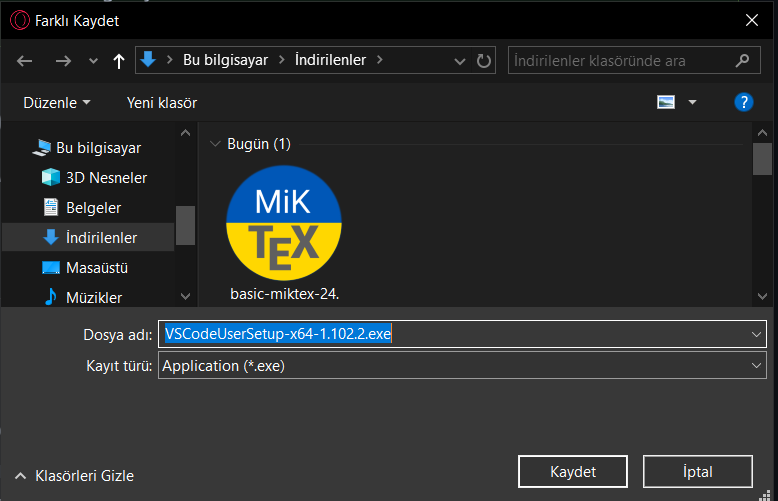 Farklı Kaydet
Bu bilgisayar İndirilenler
İndirilenler klasöründe ara
Düzenle Yeni klasör
?
Bu bilgisayar
3D Nesneler
Belgeler
İndirilenler
Masaüstü
Müzikler
Bugün (1)
MiK
TEX
basic-miktex-24.
Dosya adı: VSCodeUserSetup-x64-1.102.2.exe
Kayıt türü: Application (*.exe)
Klasörleri Gizle
Kaydet
İptal